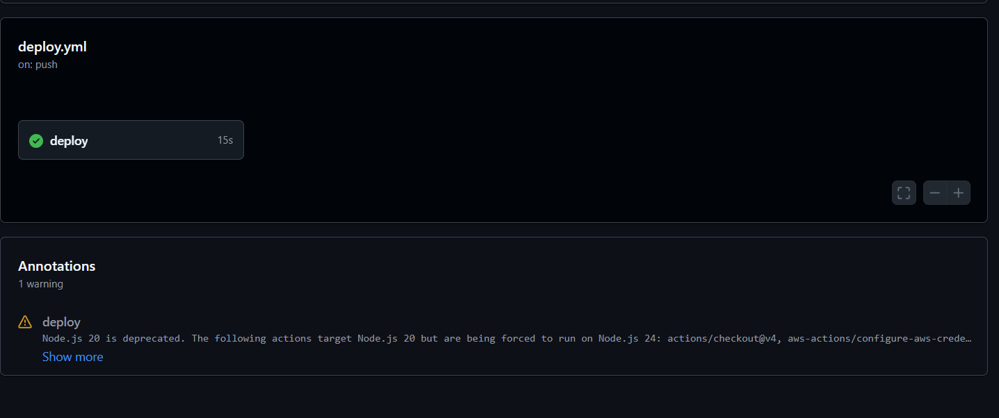 deploy.yml
on: push
deploy 15s
Annotations
1 warning
deploy
Node.js 20 is deprecated. The following actions target Node.js 20 but are being forced to run on Node.js 24: actions/checkout@v4, aws-actions/configure-aws-crede…
Show more